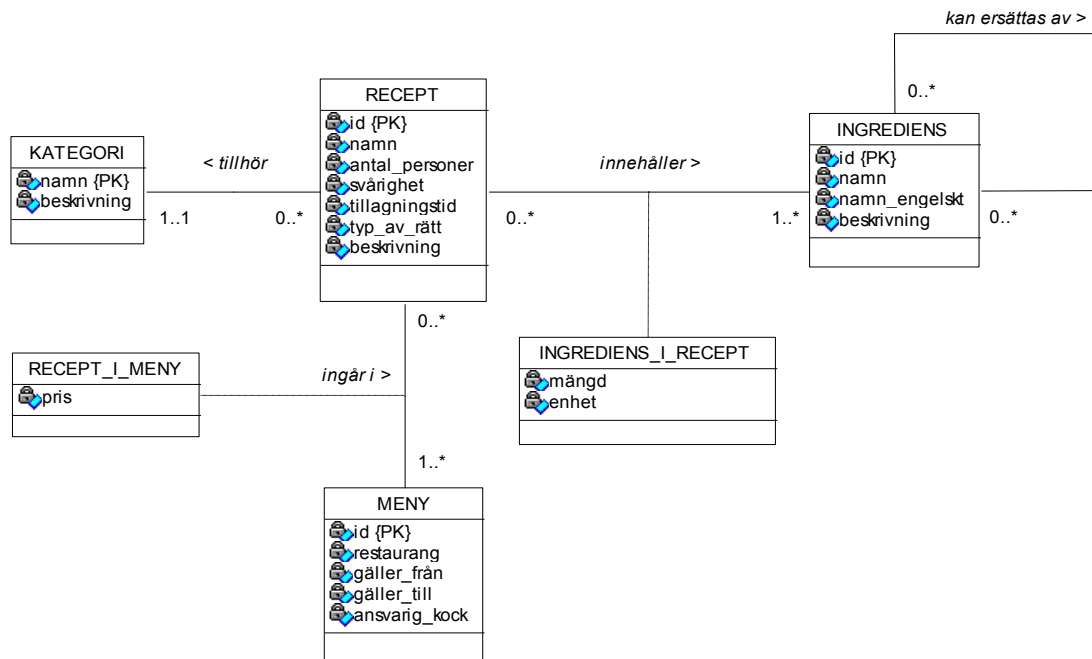 kan ersättas av >
RECEPT
id {PK}
namn
antal_personer
svårighet
tillagningstid
typ_av_rätt
beskrivning
0..*
INGREDIENS
id {PK}
namn
namn_engelskt
beskrivning
KATEGORI
namn {PK}
beskrivning
< tillhör
innehåller >
1..1
0..*
0..*
1..*
0..*
0..*
RECEPT_I_MENY
pris
ingår i >
INGREDIENS_I_RECEPT
mängd
enhet
1..*
MENY
id {PK}
restaurang
gäller_från
gäller_till
ansvarig_kock